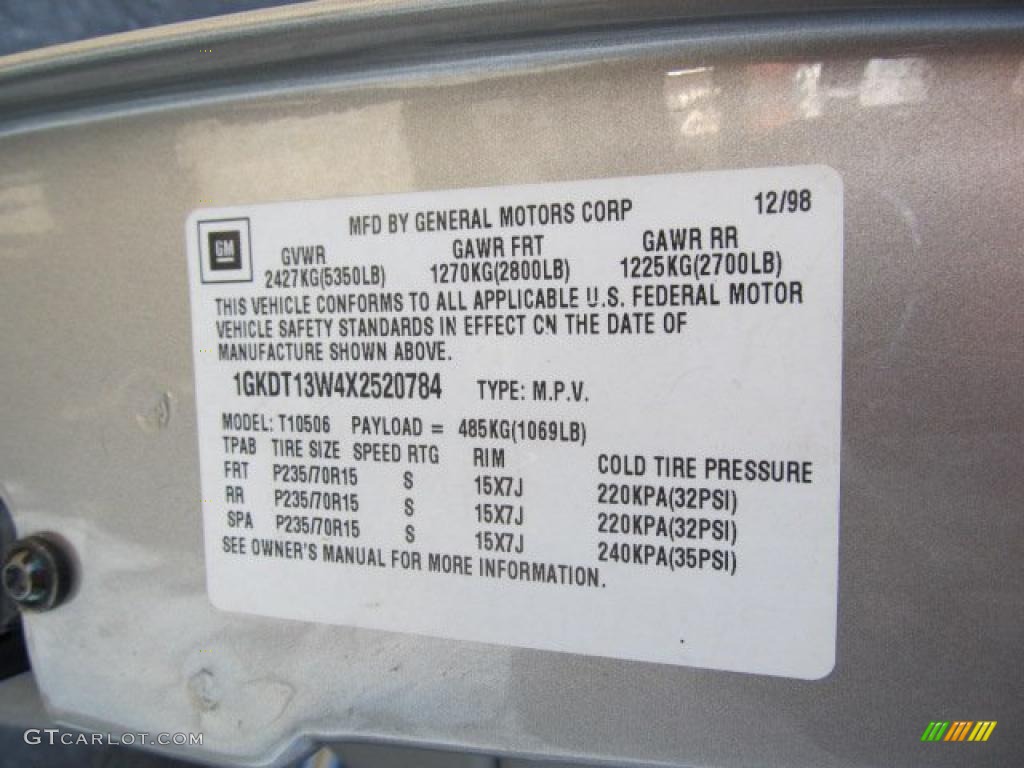 MFD BY GENERAL MOTORS CORP 12/98
GM
GVWR GAWR FRT GAWR RR
2427KG(5350LB) 1270KG(2800LB) 1225KG(2700LB)
THIS VEHICLE CONFORMS TO ALL APPLICABLE U.S. FEDERAL MOTOR
VEHICLE SAFETY STANDARDS IN EFFECT ON THE DATE OF
MANUFACTURE SHOWN ABOVE.
1GKDT13W4X2520784 TYPE: M.P.V.
MODEL: T10506 PAYLOAD = 485KG(1069LB)
TPAB TIRE SIZE SPEED RTG RIM COLD TIRE PRESSURE
FRT P235/70R15 S 15X7J 220KPA(32PSI)
RR P235/70R15 S 15X7J 220KPA(32PSI)
SPA P235/70R15 S 15X7J 240KPA(35PSI)
SEE OWNER'S MANUAL FOR MORE INFORMATION.
GTCARLOT.COM